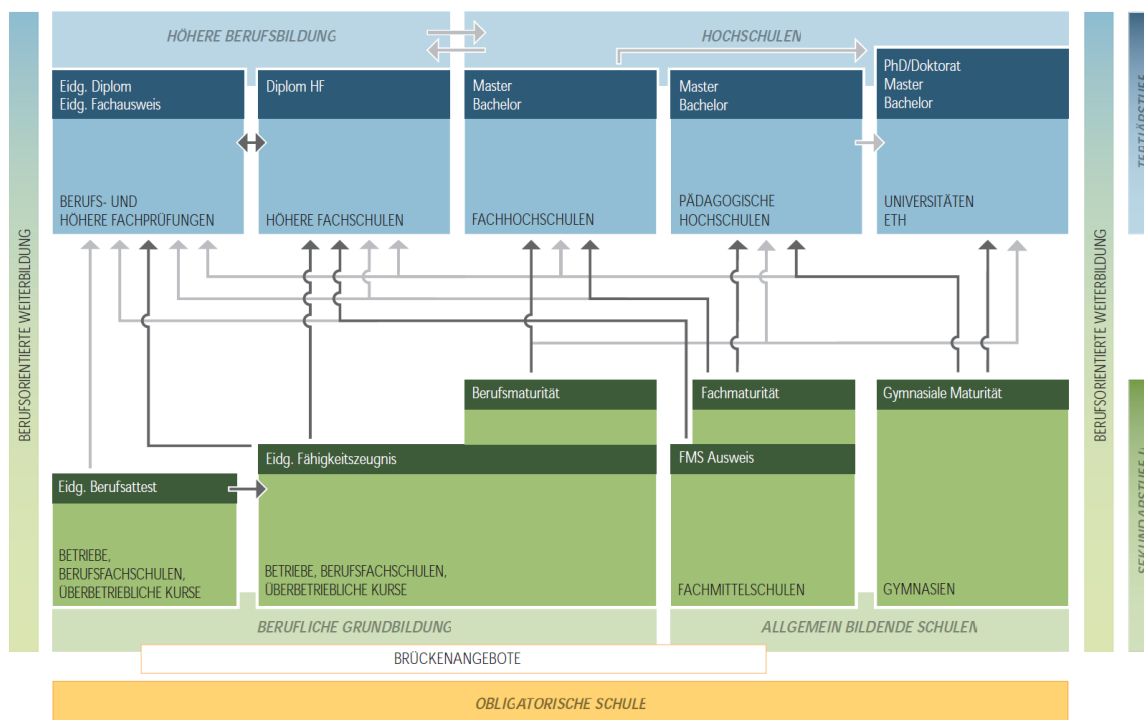 HÖHERE BERUFSBILDUNG
HOCHSCHULEN
Eidg. Diplom
Eidg. Fachausweis
Diplom HF
Master
Bachelor
Master
Bachelor
PhD/Doktorat
Master
Bachelor
BERUFS- UND
HÖHERE FACHPRÜFUNGEN
HÖHERE FACHSCHULEN
FACHHOCHSCHULEN
PÄDAGOGISCHE
HOCHSCHULEN
UNIVERSITÄTEN
ETH
BERUFSORIENTIERTE WEITERBILDUNG
BERUFSORIENTIERTE WEITERBILDUNG
TERTIÄRSTUFE
Berufsmaturität
Fachmaturität
Gymnasiale Maturität
Eidg. Fähigkeitszeugnis
FMS Ausweis
Eidg. Berufsattest
BETRIEBE,
BERUFSFACHSCHULEN,
ÜBERBETRIEBLICHE KURSE
BETRIEBE, BERUFSFACHSCHULEN,
ÜBERBETRIEBLICHE KURSE
FACHMITTELSCHULEN
GYMNASIEN
SEKUNDARSTUFE
BERUFLICHE GRUNDBILDUNG
ALLGEMEIN BILDENDE SCHULEN
BRÜCKENANGEBOTE
OBLIGATORISCHE SCHULE